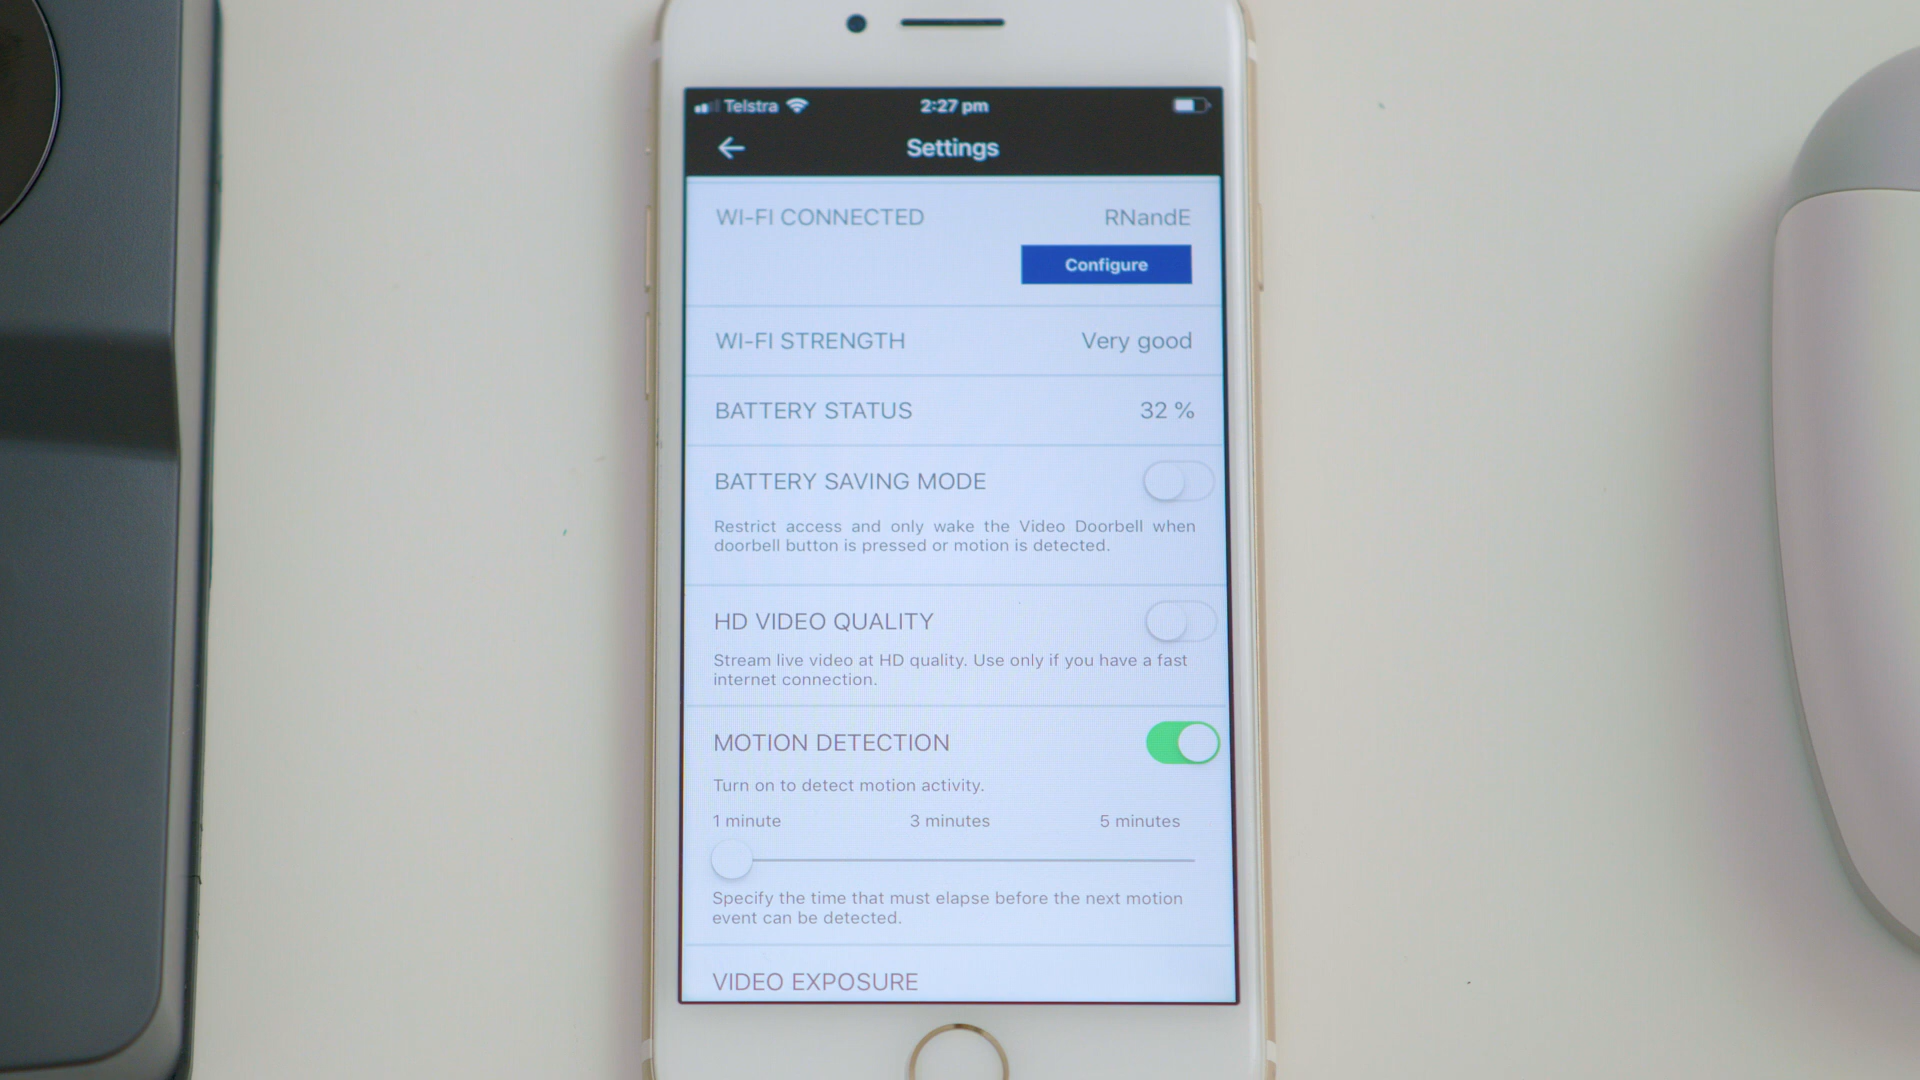 Telstra 2:27 pm
Settings
WI-FI CONNECTED RNandE
Configure
WI-FI STRENGTH Very good
BATTERY STATUS 32 %
BATTERY SAVING MODE
Restrict access and only wake the Video Doorbell when
doorbell button is pressed or motion is detected.
HD VIDEO QUALITY
Stream live video at HD quality. Use only if you have a fast
internet connection.
MOTION DETECTION
Turn on to detect motion activity.
1 minute 3 minutes 5 minutes
Specify the time that must elapse before the next motion
event can be detected.
VIDEO EXPOSURE